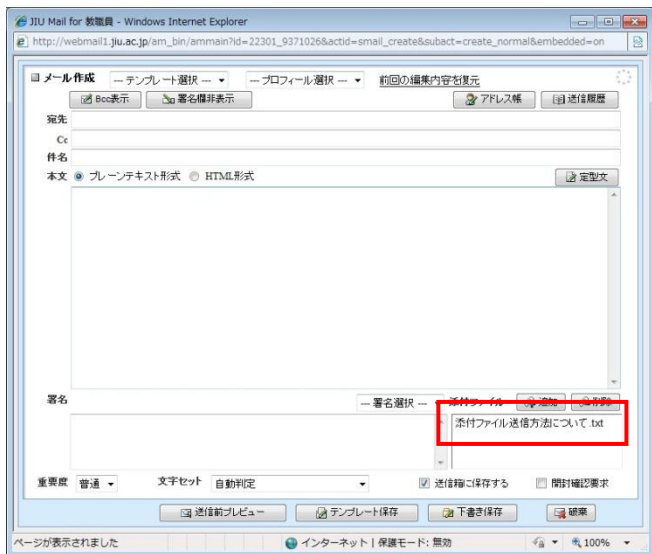 JIU Mail for 教職員 - Windows Internet Explorer
http://webmail1.jiu.ac.jp/am_bin/ammain?id=22301_9371026&actid=smail_create&subact=create_normal&embedded=on
メール作成 --- テンプレート選択 --- --- プロフィール選択 --- 前回の編集内容を復元
Bcc表示 署名欄非表示 アドレス帳 送信履歴
宛先
Cc
件名
本文 プレーンテキスト形式 HTML形式 定型文
署名 --- 署名選択 --- 添付ファイル 追加 削除
添付ファイル送信方法について.txt
重要度 普通 文字セット 自動判定 送信箱に保存する 開封確認要求
送信前プレビュー テンプレート保存 下書き保存 破棄
ページが表示されました インターネット | 保護モード: 無効 100%